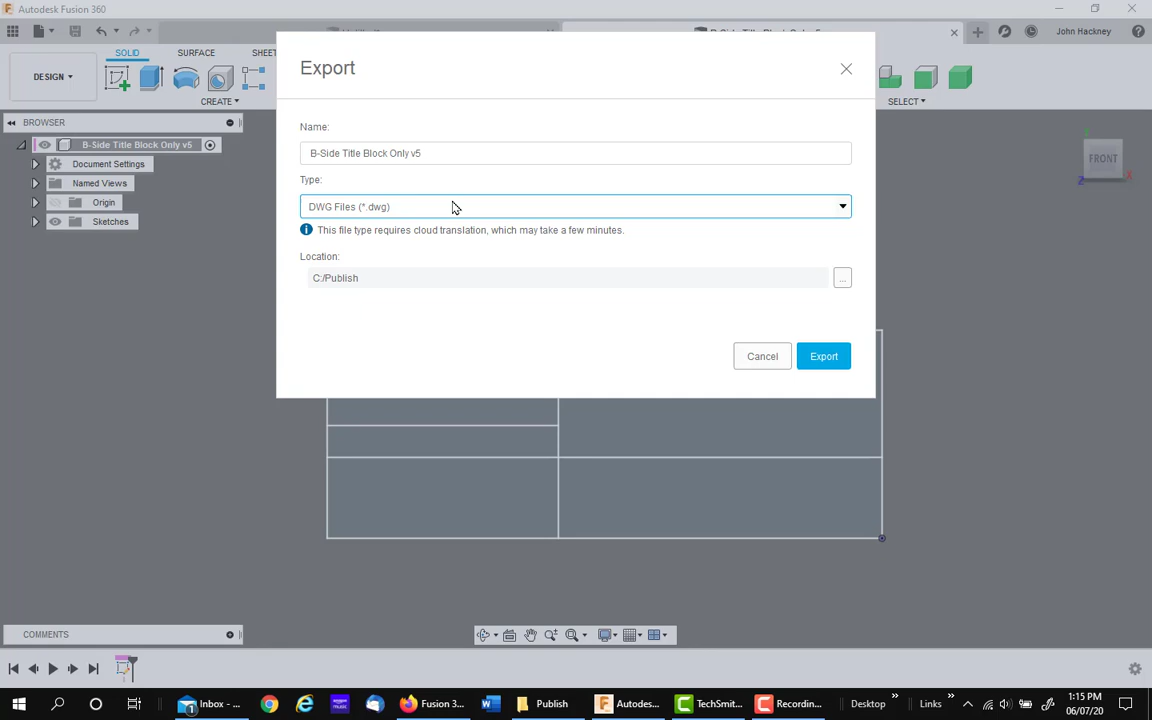 Autodesk Fusion 360
John Hackney
SOLID SURFACE SHEET
DESIGN
CREATE
SELECT
BROWSER
B-Side Title Block Only v5
Document Settings
Named Views
Origin
Sketches
FRONT
Export
Name:
B-Side Title Block Only v5
Type:
DWG Files (*.dwg)
This file type requires cloud translation, which may take a few minutes.
Location:
C:/Publish
...
Cancel
Export
COMMENTS
Inbox - ...
Fusion 3...
Publish
Autodes...
TechSmit...
Recordin...
Desktop
Links
1:15 PM
06/07/20